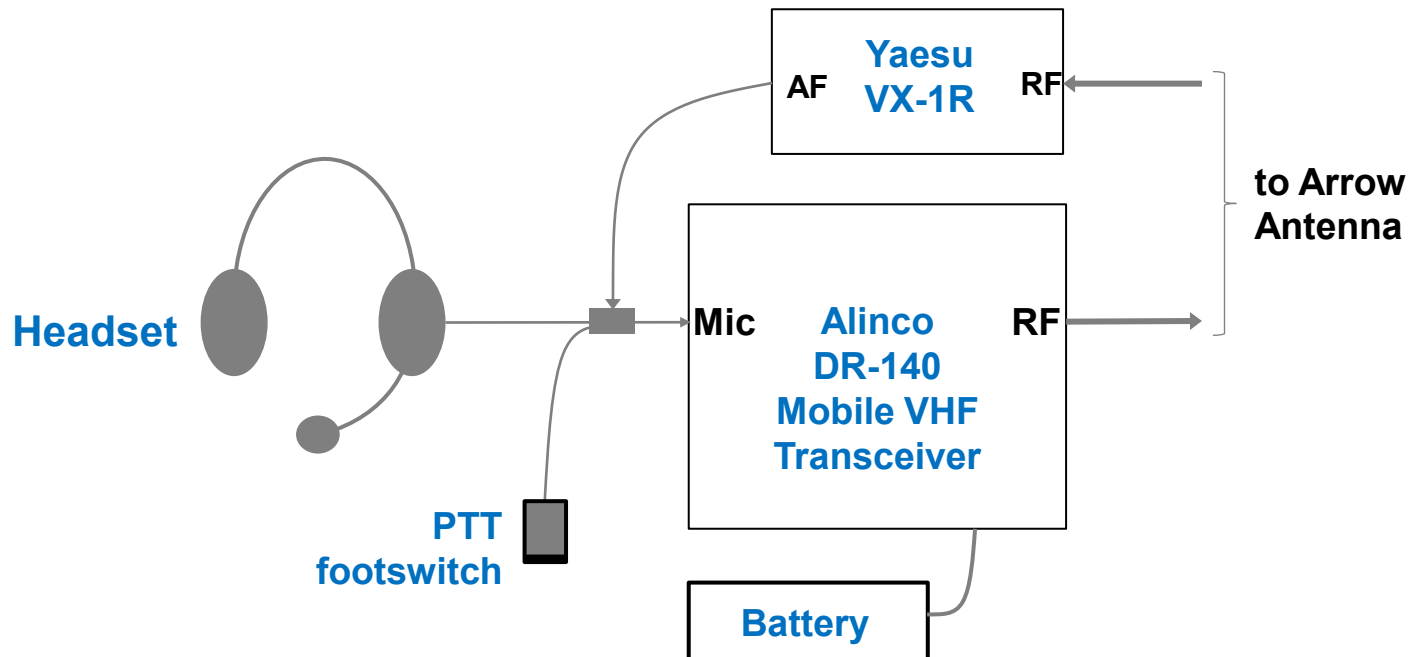 Yaesu
VX-1R
AF
RF
to Arrow
Antenna
Headset
Mic
Alinco
DR-140
Mobile VHF
Transceiver
RF
PTT
footswitch
Battery